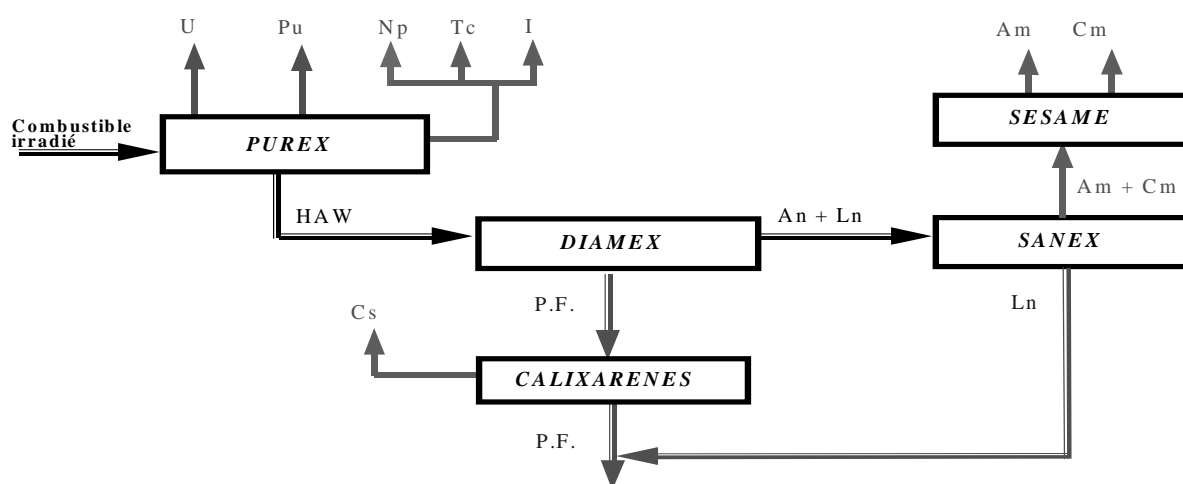 U
Pu
Np
Tc
I
Am
Cm
Combustible
irradié
PUREX
SESAME
HAW
Am + Cm
DIAMEX
An + Ln
SANEX
P.F.
Ln
Cs
CALIXARENES
P.F.